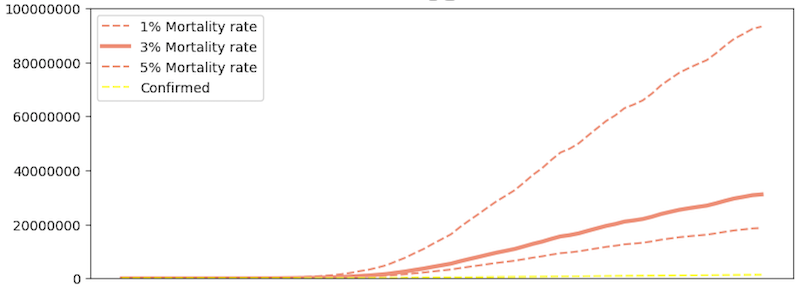 100000000
80000000
60000000
40000000
20000000
0
1% Mortality rate
3% Mortality rate
5% Mortality rate
Confirmed